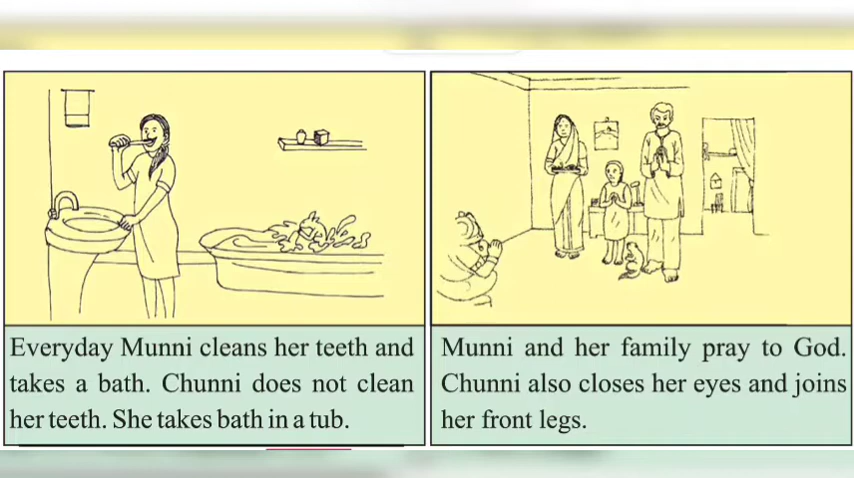 Everyday Munni cleans her teeth and
takes a bath. Chunni does not clean
her teeth. She takes bath in a tub.
Munni and her family pray to God.
Chunni also closes her eyes and joins
her front legs.